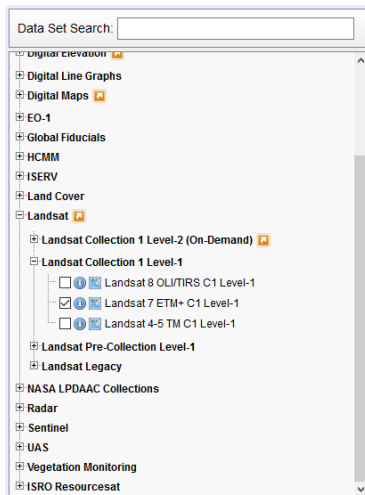 Data Set Search:
Digital Elevation
Digital Line Graphs
Digital Maps
EO-1
Global Fiducials
HCMM
ISERV
Land Cover
Landsat
Landsat Collection 1 Level-2 (On-Demand)
Landsat Collection 1 Level-1
Landsat 8 OLI/TIRS C1 Level-1
Landsat 7 ETM+ C1 Level-1
Landsat 4-5 TM C1 Level-1
Landsat Pre-Collection Level-1
Landsat Legacy
NASA LPDAAC Collections
Radar
Sentinel
UAS
Vegetation Monitoring
ISRO Resourcesat